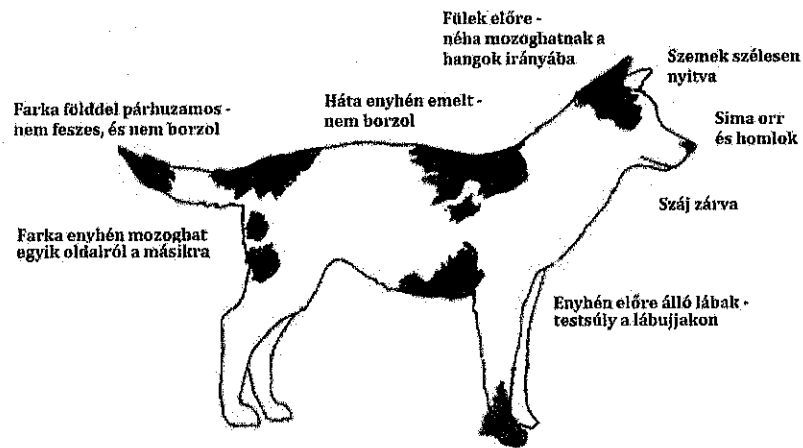 Fülek előre -
néha mozoghatnak a
hangok irányába
Szemek szélesen
nyitva
Farka földdel párhuzamos -
nem feszes, és nem borzol
Háta enyhén emelt -
nem borzol
Sima orr
és homlok
Száj zárva
Farka enyhén mozoghat
egyik oldalról a másikra
Enyhén előre álló lábak -
testsúly a lábujjakon